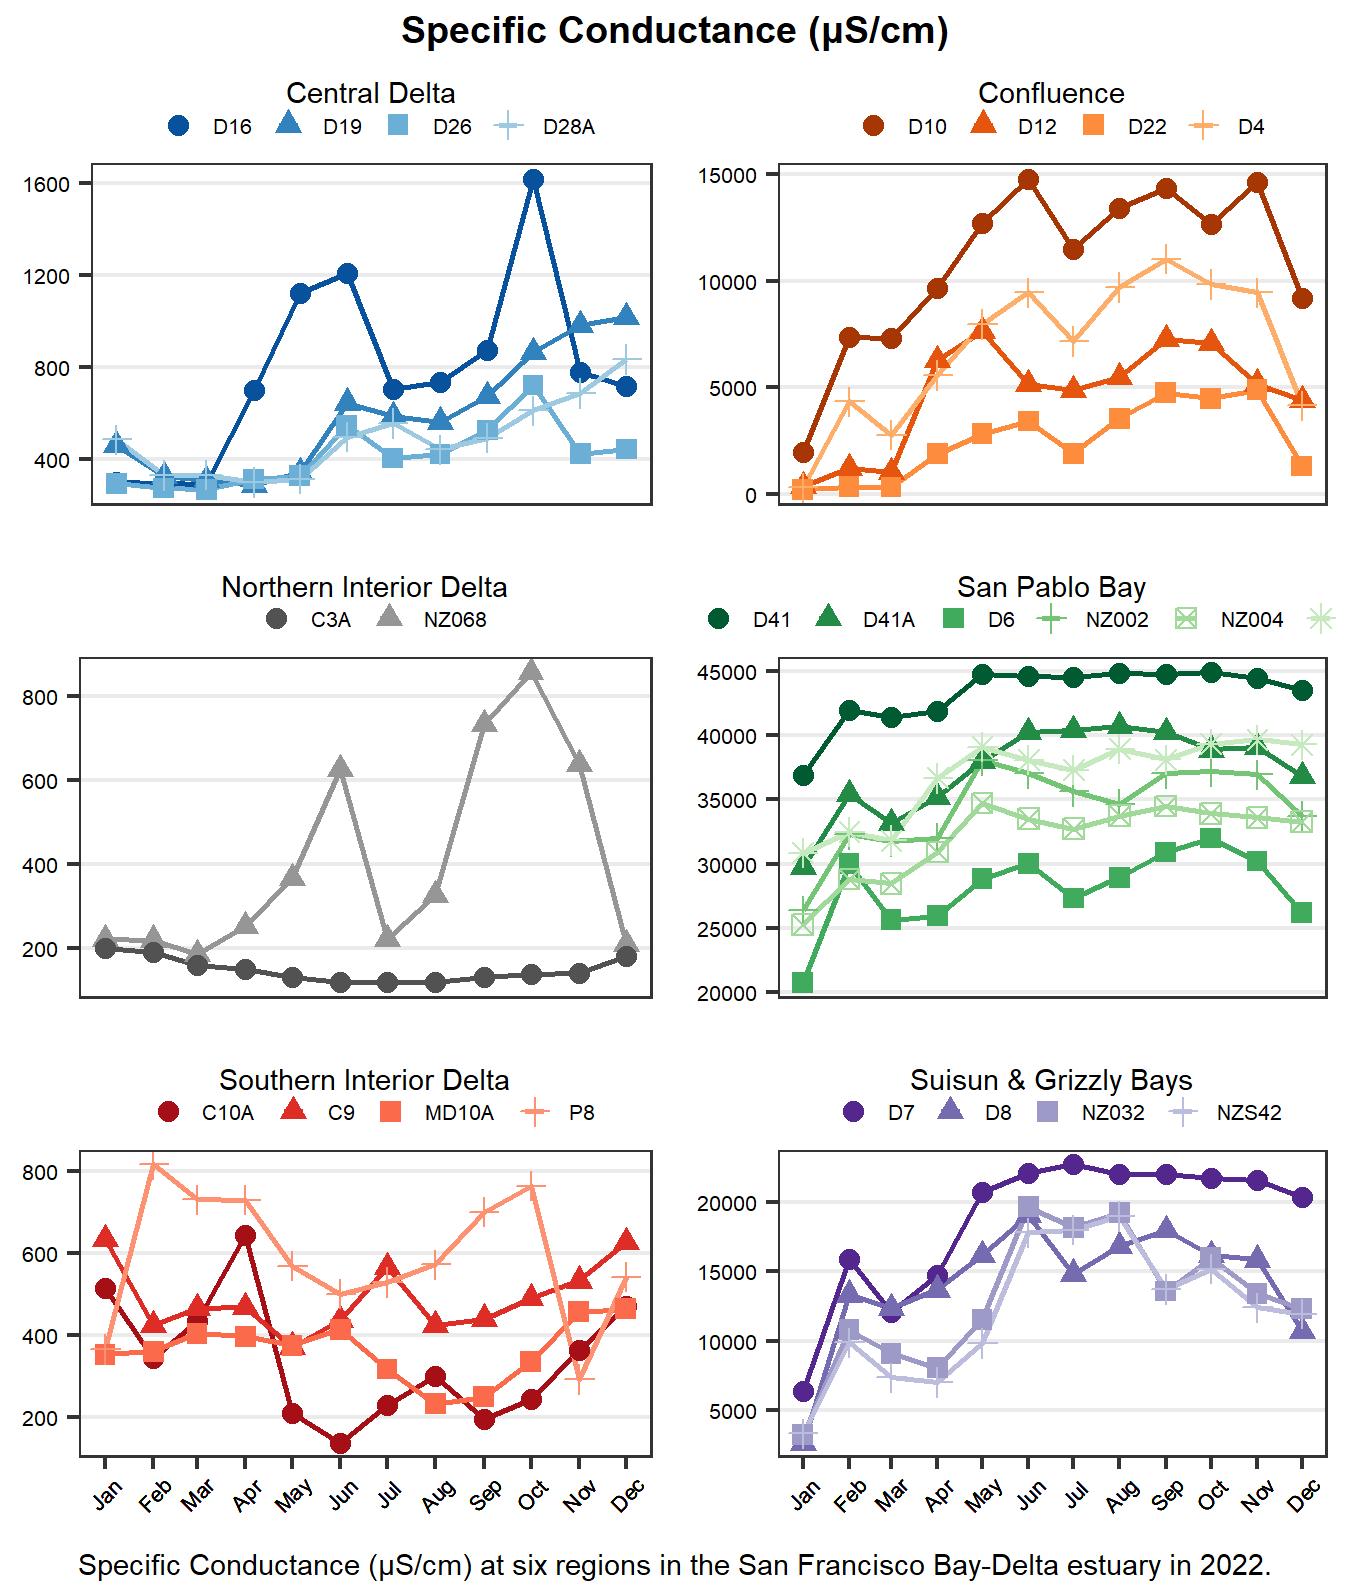 Specific Conductance (µS/cm)
Central Delta
D16 D19 D26 D28A
1600
1200
800
400
Confluence
D10 D12 D22 D4
15000
10000
5000
0
Northern Interior Delta
C3A NZ068
800
600
400
200
San Pablo Bay
D41 D41A D6 NZ002 NZ004
45000
40000
35000
30000
25000
20000
Southern Interior Delta
C10A C9 MD10A P8
800
600
400
200
Jan Feb Mar Apr May Jun Jul Aug Sep Oct Nov Dec
Suisun & Grizzly Bays
D7 D8 NZ032 NZS42
20000
15000
10000
5000
Jan Feb Mar Apr May Jun Jul Aug Sep Oct Nov Dec
Specific Conductance (µS/cm) at six regions in the San Francisco Bay-Delta estuary in 2022.